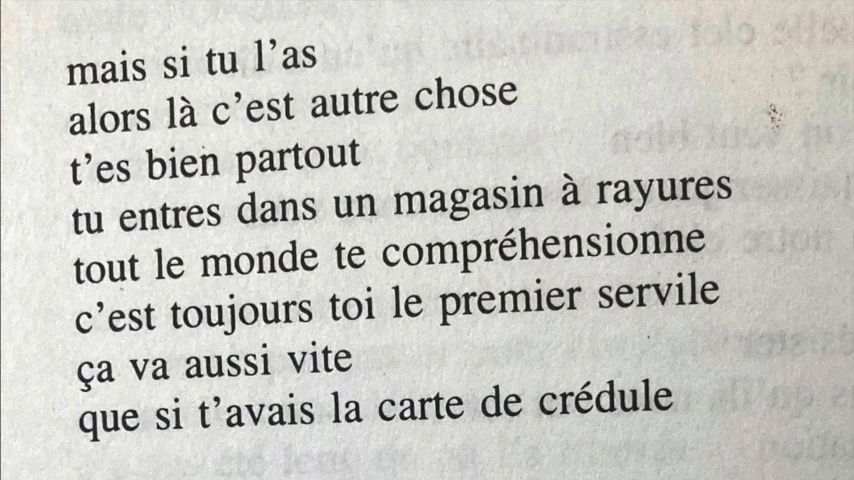 mais si tu l'as
alors là c'est autre chose
t'es bien partout
tu entres dans un magasin à rayures
tout le monde te compréhensionne
c'est toujours toi le premier servile
ça va aussi vite
que si t'avais la carte de crédule